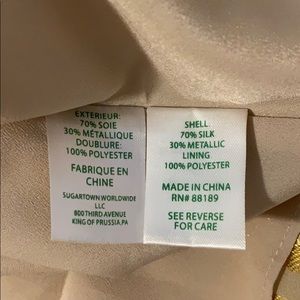 EXTERIEUR:
70% SOIE
30% MÉTALLIQUE
DOUBLURE:
100% POLYESTER
FABRIQUE EN
CHINE
SUGARTOWN WORLDWIDE
LLC
800 THIRD AVENUE
KING OF PRUSSIA,PA
SHELL:
70% SILK
30% METALLIC
LINING:
100% POLYESTER
MADE IN CHINA
RN# 88189
SEE REVERSE
FOR CARE